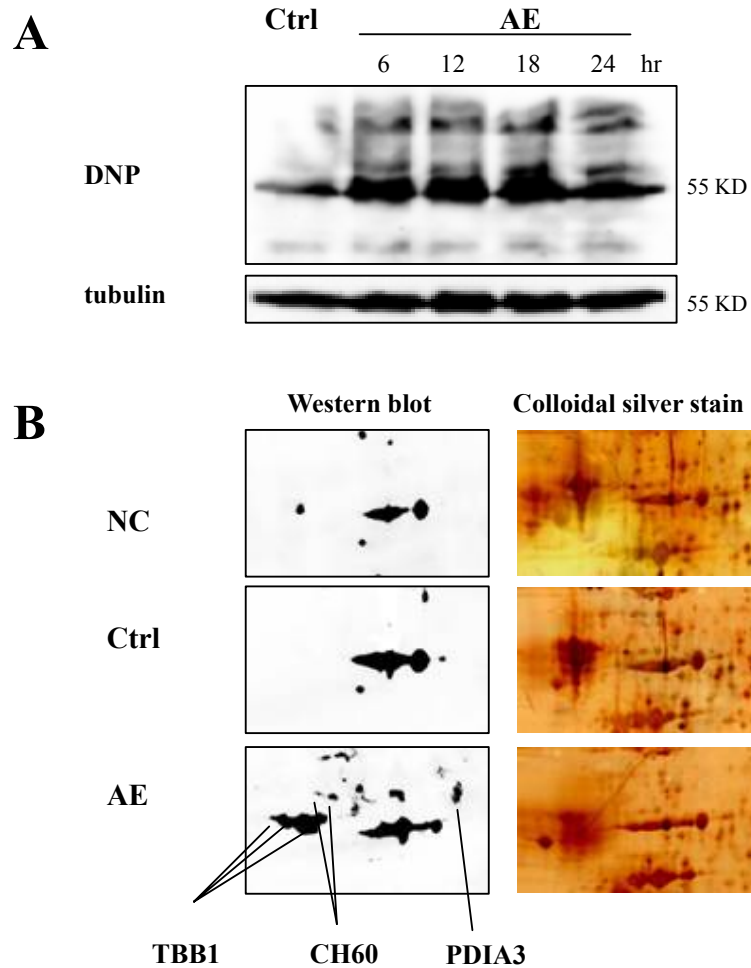 A
Ctrl AE
6 12 18 24 hr
DNP
55 KD
tubulin
55 KD
B
Western blot Colloidal silver stain
NC
Ctrl
AE
TBB1 CH60 PDIA3